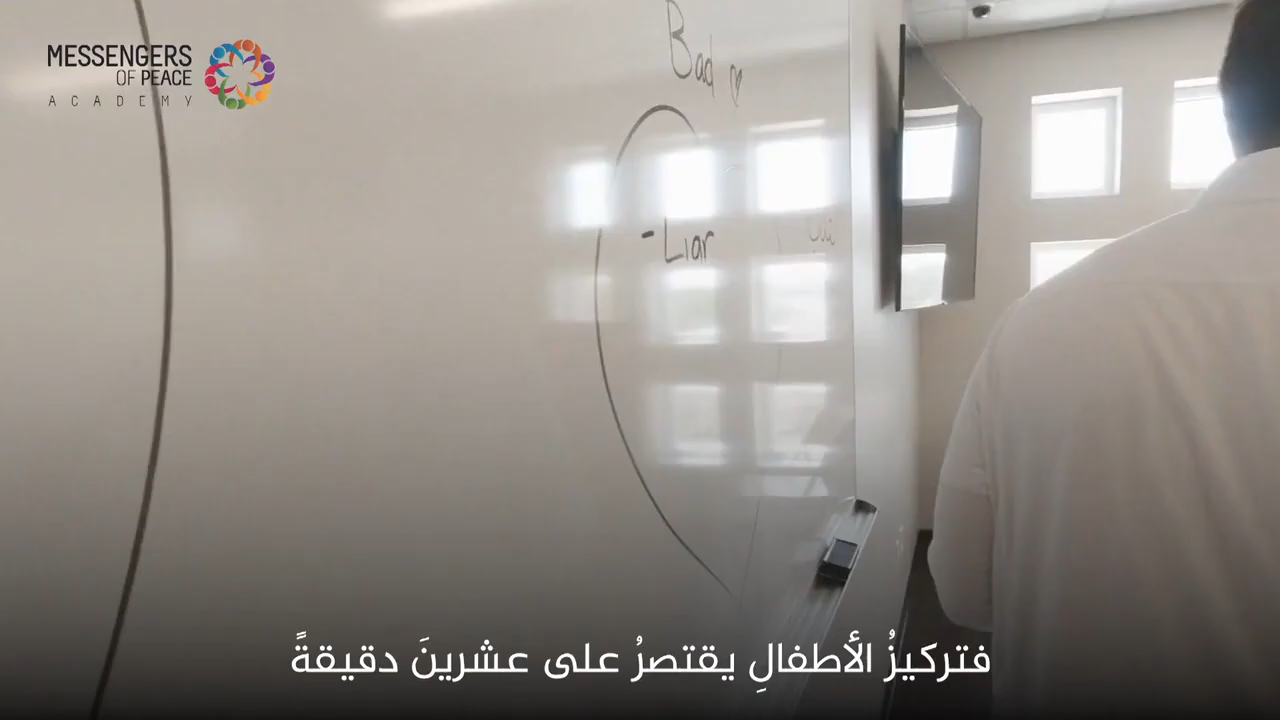 MESSENGERS
OF PEACE
ACADEMY
Bad
- Liar
فتركيزُ الأطفالِ يقتصرُ على عشرينَ دقيقةً